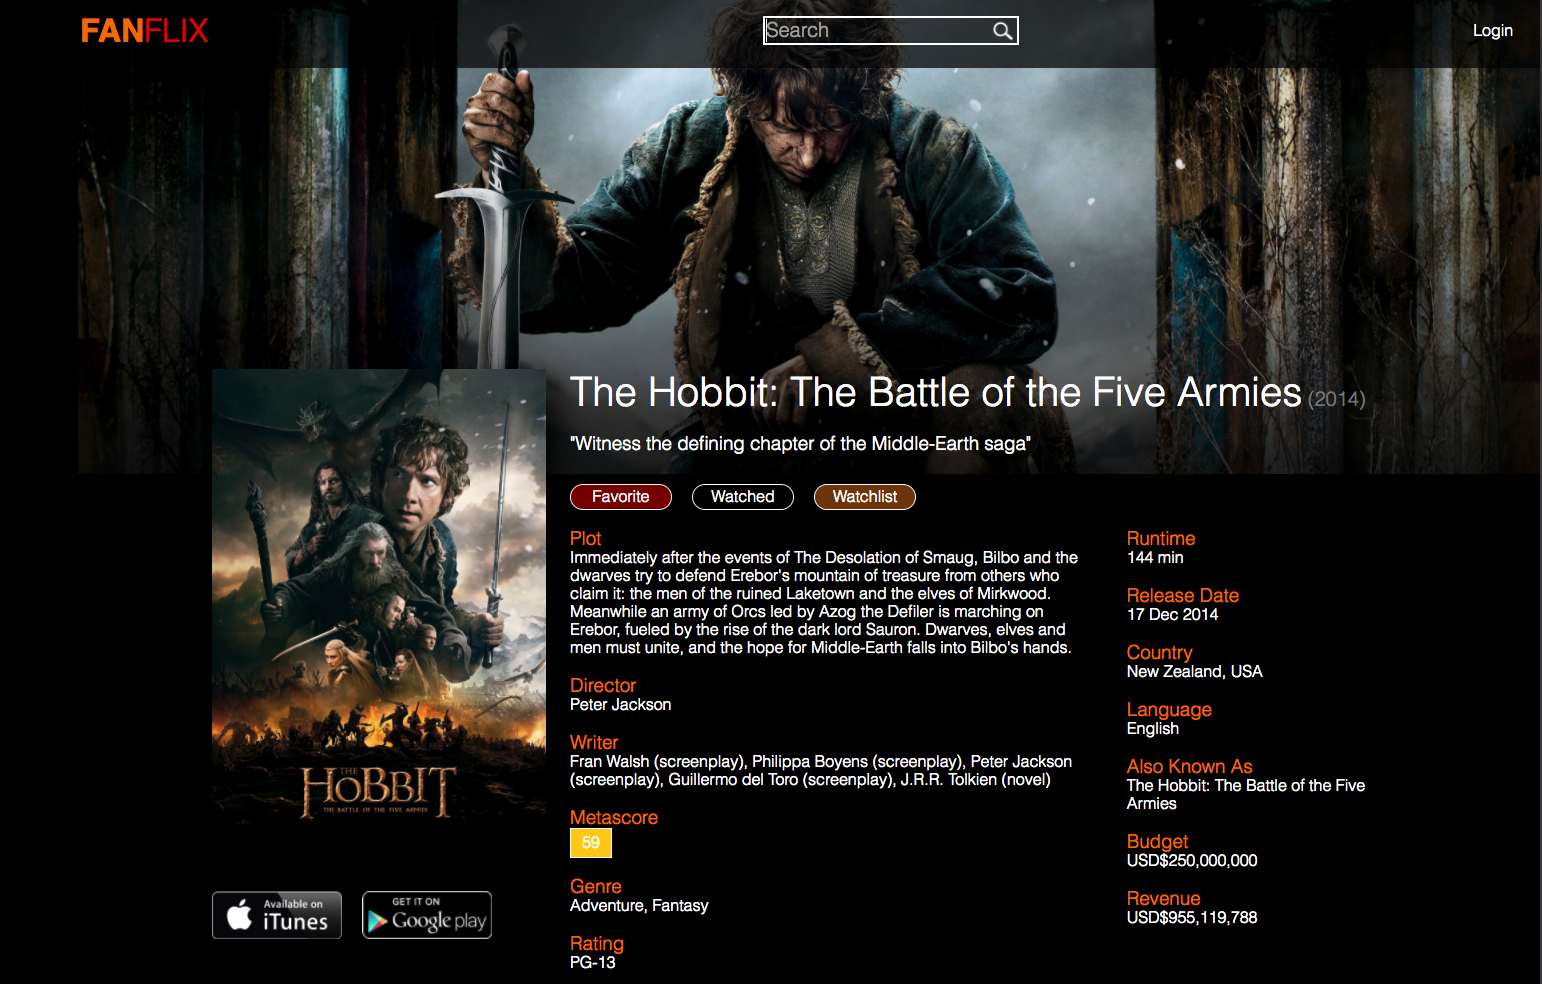 FANFLIX
Search
Login
The Hobbit: The Battle of the Five Armies (2014)
"Witness the defining chapter of the Middle-Earth saga"
Favorite
Watched
Watchlist
Plot
Immediately after the events of The Desolation of Smaug, Bilbo and the
dwarves try to defend Erebor's mountain of treasure from others who
claim it: the men of the ruined Laketown and the elves of Mirkwood.
Meanwhile an army of Orcs led by Azog the Defiler is marching on
Erebor, fueled by the rise of the dark lord Sauron. Dwarves, elves and
men must unite, and the hope for Middle-Earth falls into Bilbo's hands.
Director
Peter Jackson
Writer
Fran Walsh (screenplay), Philippa Boyens (screenplay), Peter Jackson
(screenplay), Guillermo del Toro (screenplay), J.R.R. Tolkien (novel)
Metascore
59
Genre
Adventure, Fantasy
Rating
PG-13
Runtime
144 min
Release Date
17 Dec 2014
Country
New Zealand, USA
Language
English
Also Known As
The Hobbit: The Battle of the Five
Armies
Budget
USD$250,000,000
Revenue
USD$955,119,788
THE
HOBBIT
THE BATTLE OF THE FIVE ARMIES
Available on
iTunes
GET IT ON
Google play